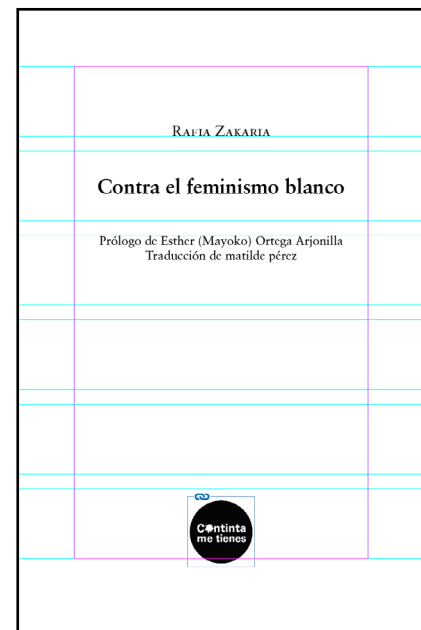 Rafia Zakaria
Contra el feminismo blanco
Prólogo de Esther (Mayoko) Ortega Arjonilla
Traducción de matilde pérez
Continta
me tienes